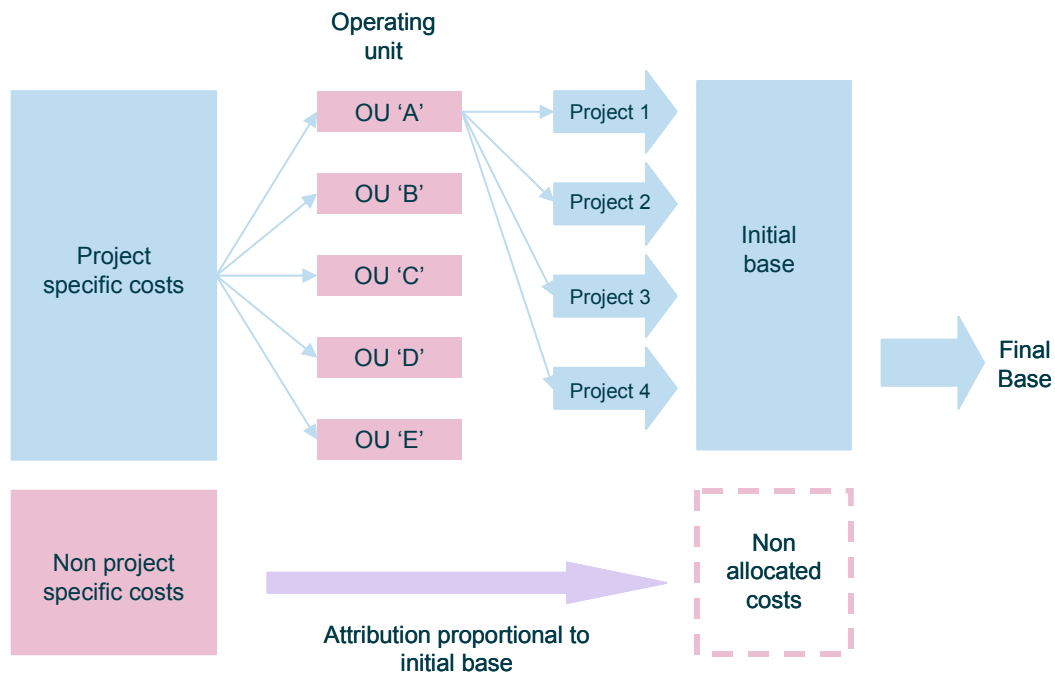 Operating
unit
OU ‘A’
Project 1
OU ‘B’
Project 2
Project
specific costs
OU ‘C’
Project 3
Initial
base
OU ‘D’
Project 4
Final
Base
OU ‘E’
Non project
specific costs
Attribution proportional to
initial base
Non
allocated
costs